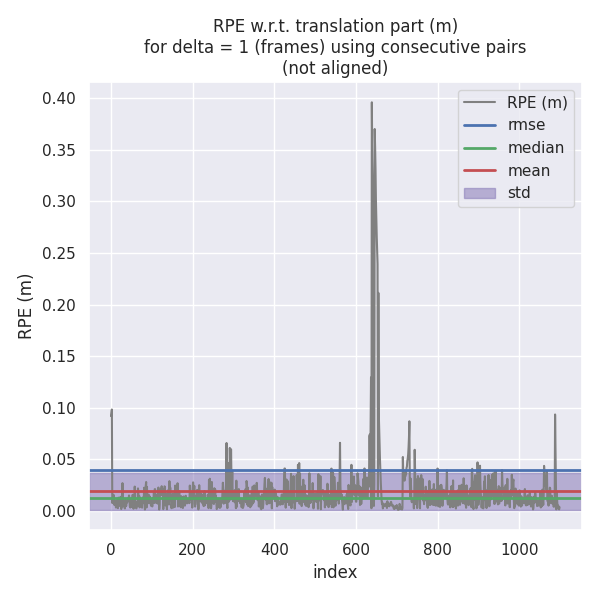 RPE w.r.t. translation part (m)
for delta = 1 (frames) using consecutive pairs
(not aligned)
RPE (m)
rmse
median
mean
std
0.40
0.35
0.30
0.25
0.20
0.15
0.10
0.05
0.00
RPE (m)
0
200
400
600
800
1000
index